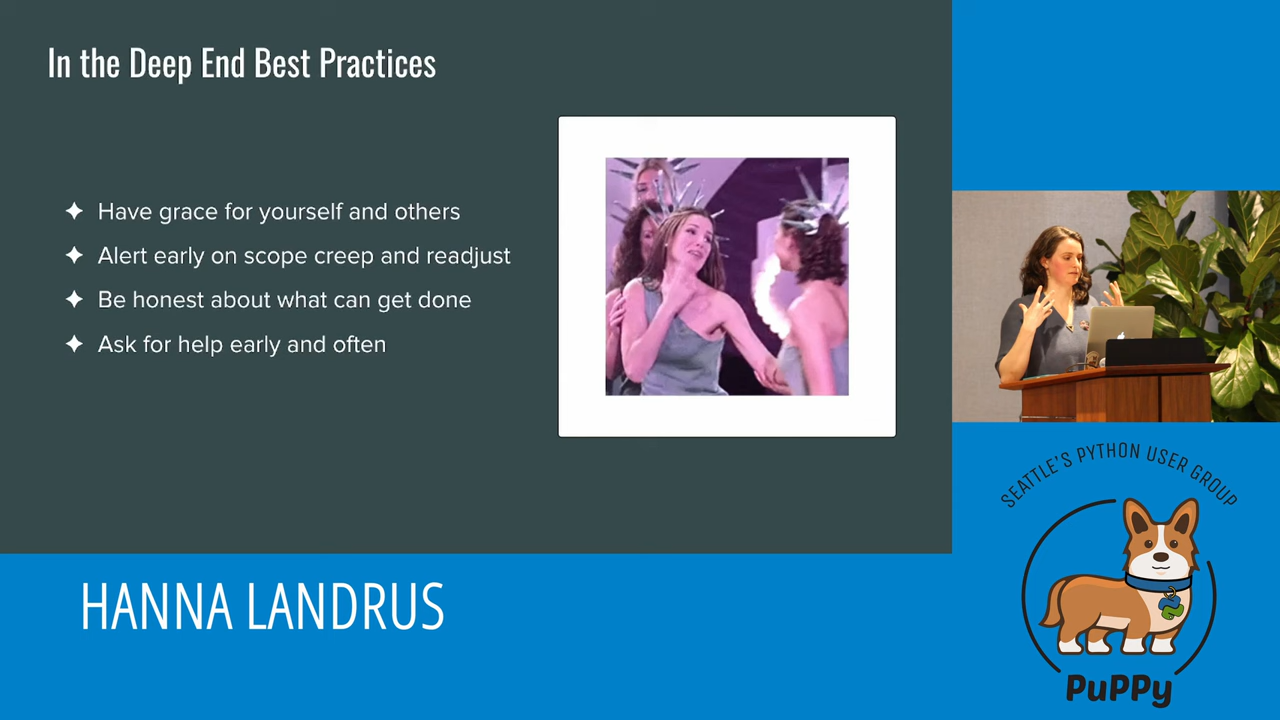 In the Deep End Best Practices
Have grace for yourself and others
Alert early on scope creep and readjust
Be honest about what can get done
Ask for help early and often
HANNA LANDRUS
SEATTLE'S PYTHON USER GROUP
PuPPy